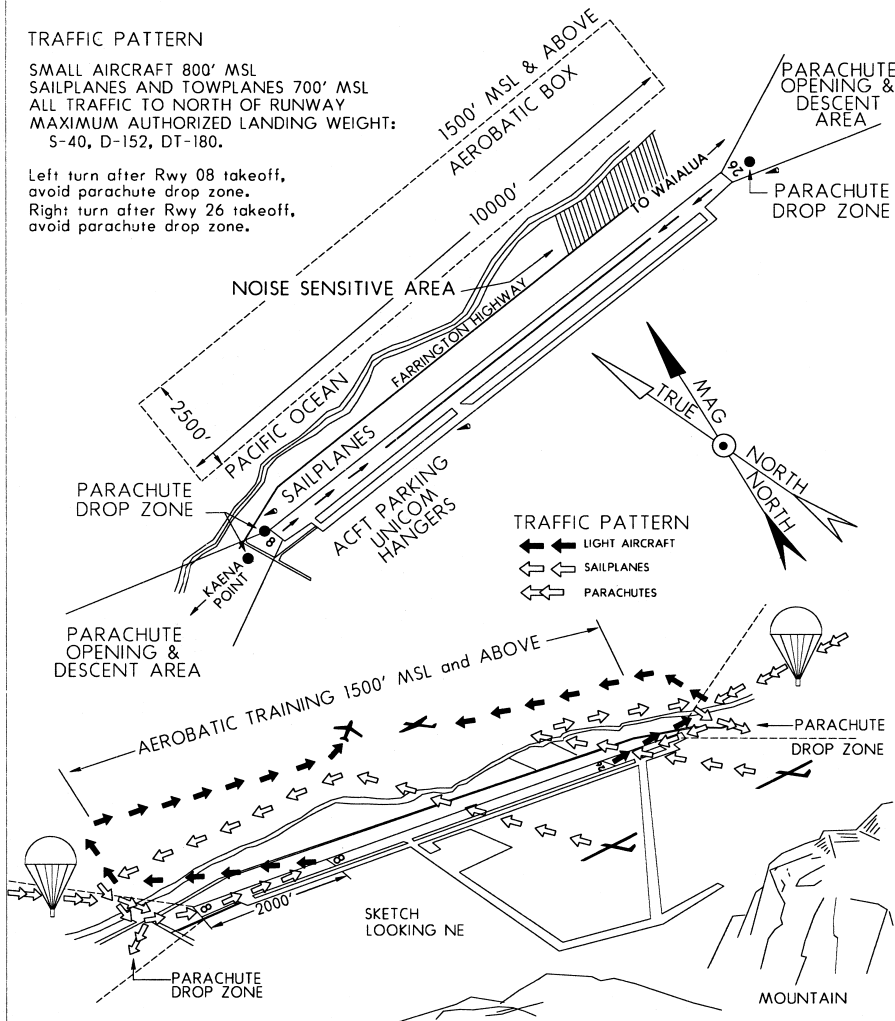 TRAFFIC PATTERN
SMALL AIRCRAFT 800' MSL
SAILPLANES AND TOWPLANES 700' MSL
ALL TRAFFIC TO NORTH OF RUNWAY
MAXIMUM AUTHORIZED LANDING WEIGHT:
S-40, D-152, DT-180.
Left turn after Rwy 08 takeoff,
avoid parachute drop zone.
Right turn after Rwy 26 takeoff,
avoid parachute drop zone.
1500' MSL & ABOVE
AEROBATIC BOX
10000'
2500'
PARACHUTE
OPENING &
DESCENT
AREA
26
TO WAIALUA
PARACHUTE
DROP ZONE
NOISE SENSITIVE AREA
FARRINGTON HIGHWAY
PACIFIC OCEAN
SAILPLANES
PARACHUTE
DROP ZONE
8
ACFT PARKING
UNICOM
HANGERS
KAENA
POINT
PARACHUTE
OPENING &
DESCENT AREA
MAG
TRUE
NORTH
NORTH
TRAFFIC PATTERN
LIGHT AIRCRAFT
SAILPLANES
PARACHUTES
AEROBATIC TRAINING 1500' MSL and ABOVE
PARACHUTE
DROP ZONE
8
8
2000'
SKETCH
LOOKING NE
PARACHUTE
DROP ZONE
MOUNTAIN